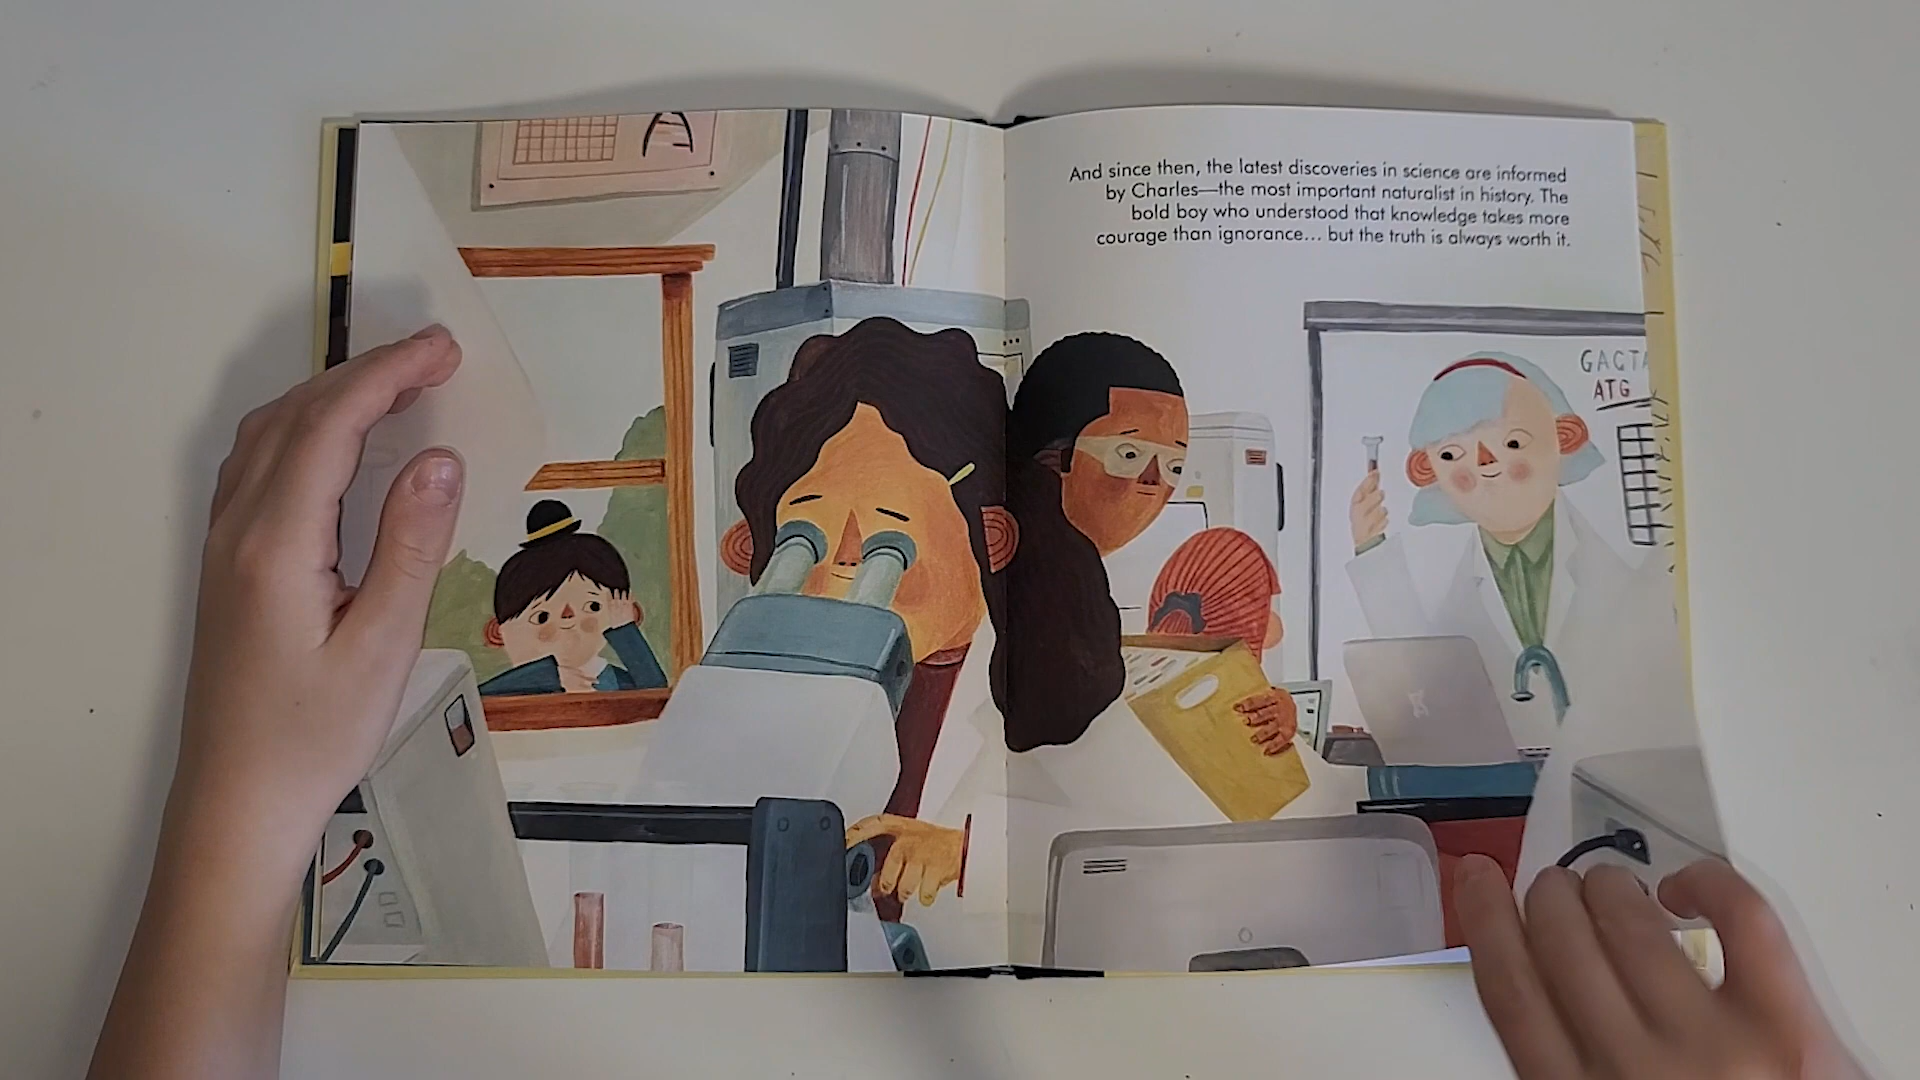 And since then, the latest discoveries in science are informed
by Charles—the most important naturalist in history. The
bold boy who understood that knowledge takes more
courage than ignorance... but the truth is always worth it.
GACTA
ATG